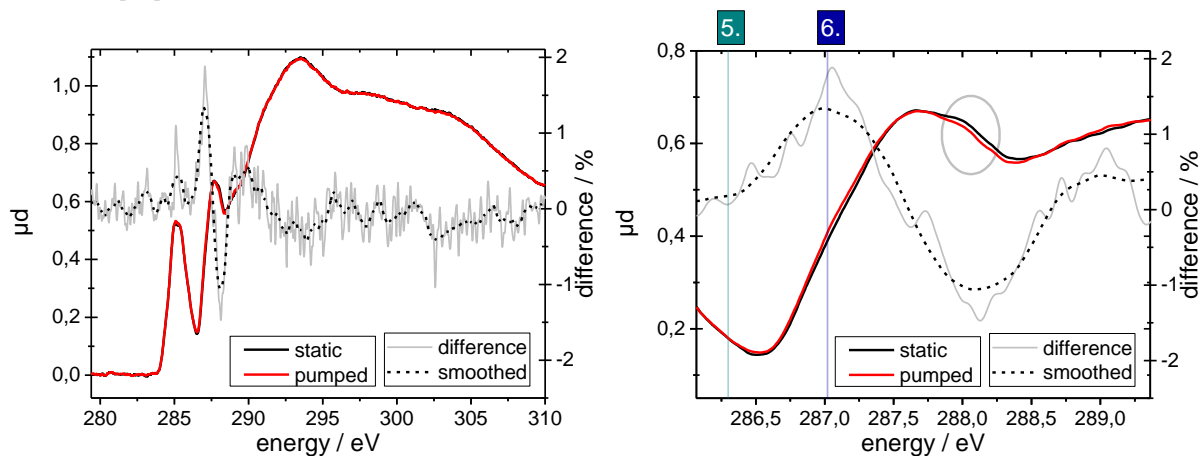 5.
6.
2
1,0
0,8
0,6
0,4
0,2
0,0
1
0
-1
-2
µd
difference / %
static
pumped
difference
smoothed
280 285 290 295 300 305 310
energy / eV
0,8
0,6
0,4
0,2
2
1
0
-1
-2
µd
difference / %
static
pumped
difference
smoothed
286,5 287,0 287,5 288,0 288,5 289,0
energy / eV